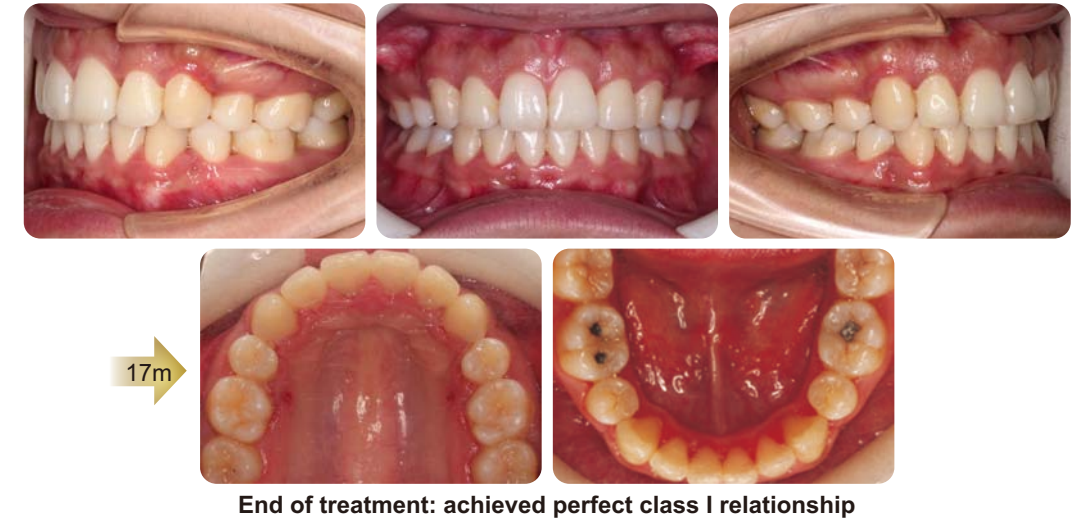 17m
End of treatment: achieved perfect class I relationship